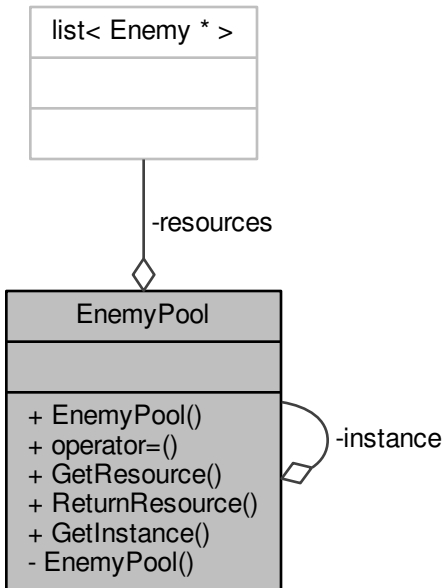 list< Enemy * >
-resources
EnemyPool
+ EnemyPool()
+ operator=()
+ GetResource()
+ ReturnResource()
+ GetInstance()
- EnemyPool()
-instance